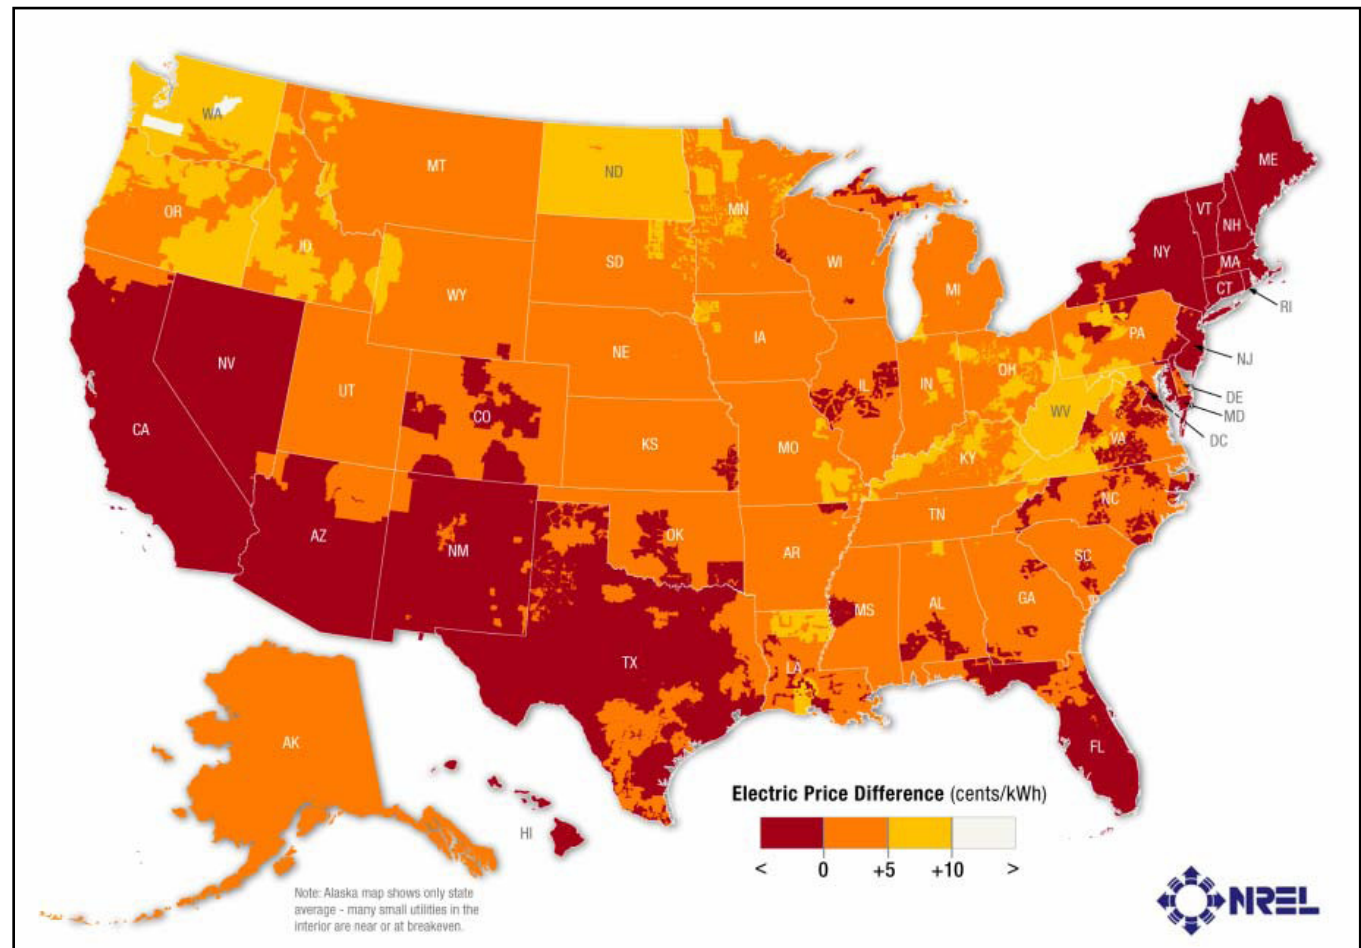 WA
MT
ND
MN
ME
VT
NH
OR
ID
SD
WI
NY
MA
WY
MI
CT
RI
IA
PA
NV
NE
NJ
UT
IL
IN
OH
DE
CO
MD
WV
CA
KS
MO
VA
DC
KY
NC
TN
AZ
NM
OK
AR
SC
MS
AL
GA
TX
LA
AK
FL
HI
Electric Price Difference (cents/kWh)
< 0 +5 +10 >
Note: Alaska map shows only state
average - many small utilities in the
interior are near or at breakeven.
NREL